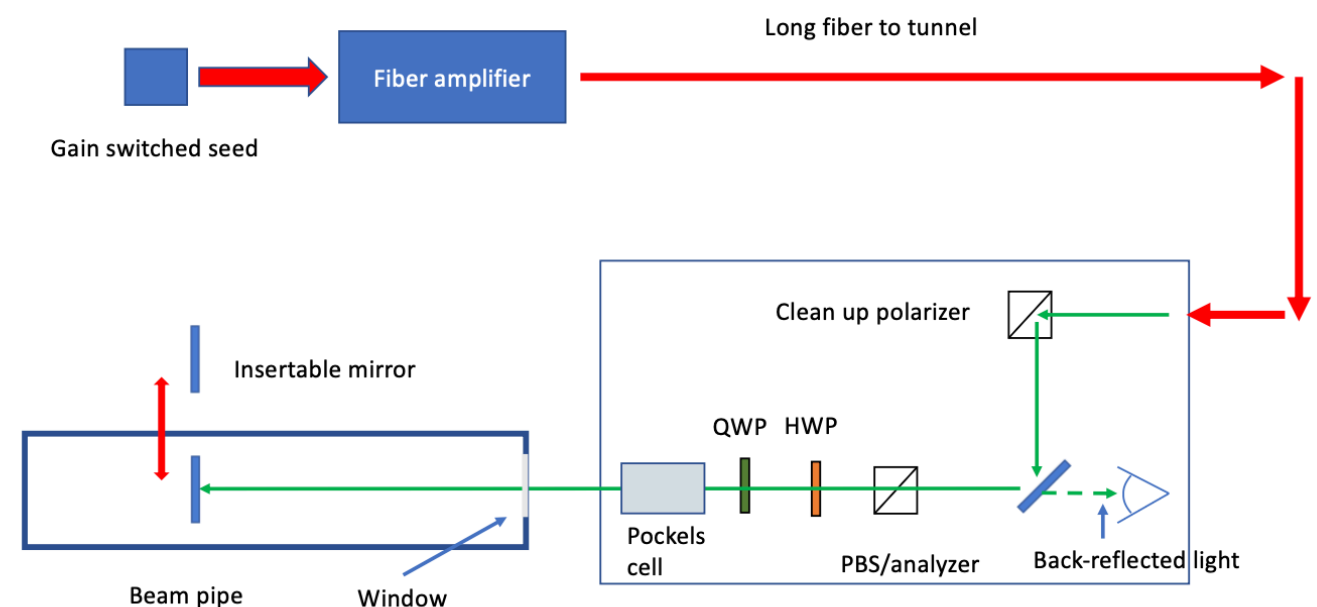 Long fiber to tunnel
Fiber amplifier
Gain switched seed
Clean up polarizer
Insertable mirror
QWP HWP
Pockels
cell
PBS/analyzer
Back-reflected light
Beam pipe
Window